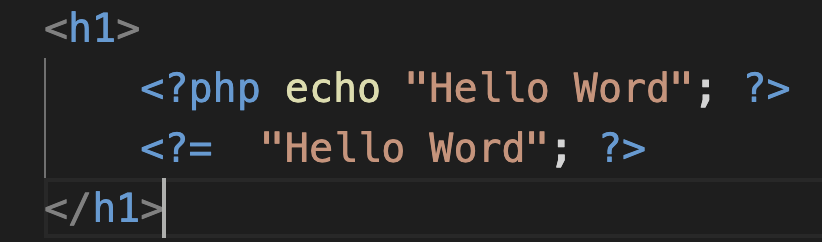 <h1>
<?php echo "Hello Word"; ?>
<?=  "Hello Word"; ?>
</h1>